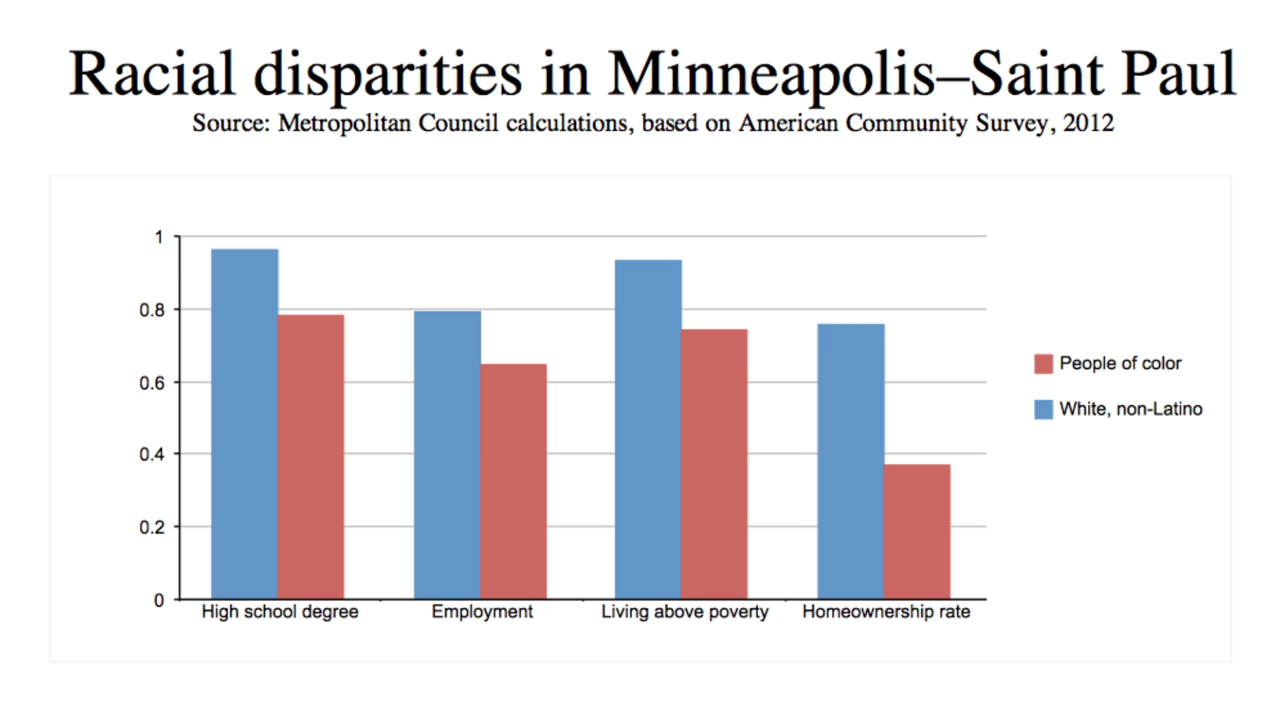 Racial disparities in Minneapolis–Saint Paul
Source: Metropolitan Council calculations, based on American Community Survey, 2012
1
0.8
0.6
0.4
0.2
0
High school degree
Employment
Living above poverty
Homeownership rate
People of color
White, non-Latino